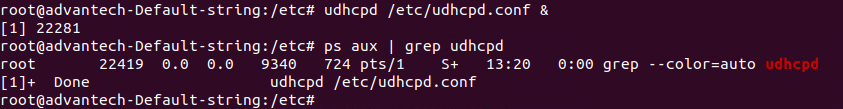 root@advantech-Default-string:/etc# udhcpd /etc/udhcpd.conf &
[1] 22281
root@advantech-Default-string:/etc# ps aux | grep udhcpd
root     22419  0.0  0.0   9340   724 pts/1    S+   13:20   0:00 grep --color=auto udhcpd
[1]+  Done                    udhcpd /etc/udhcpd.conf
root@advantech-Default-string:/etc#